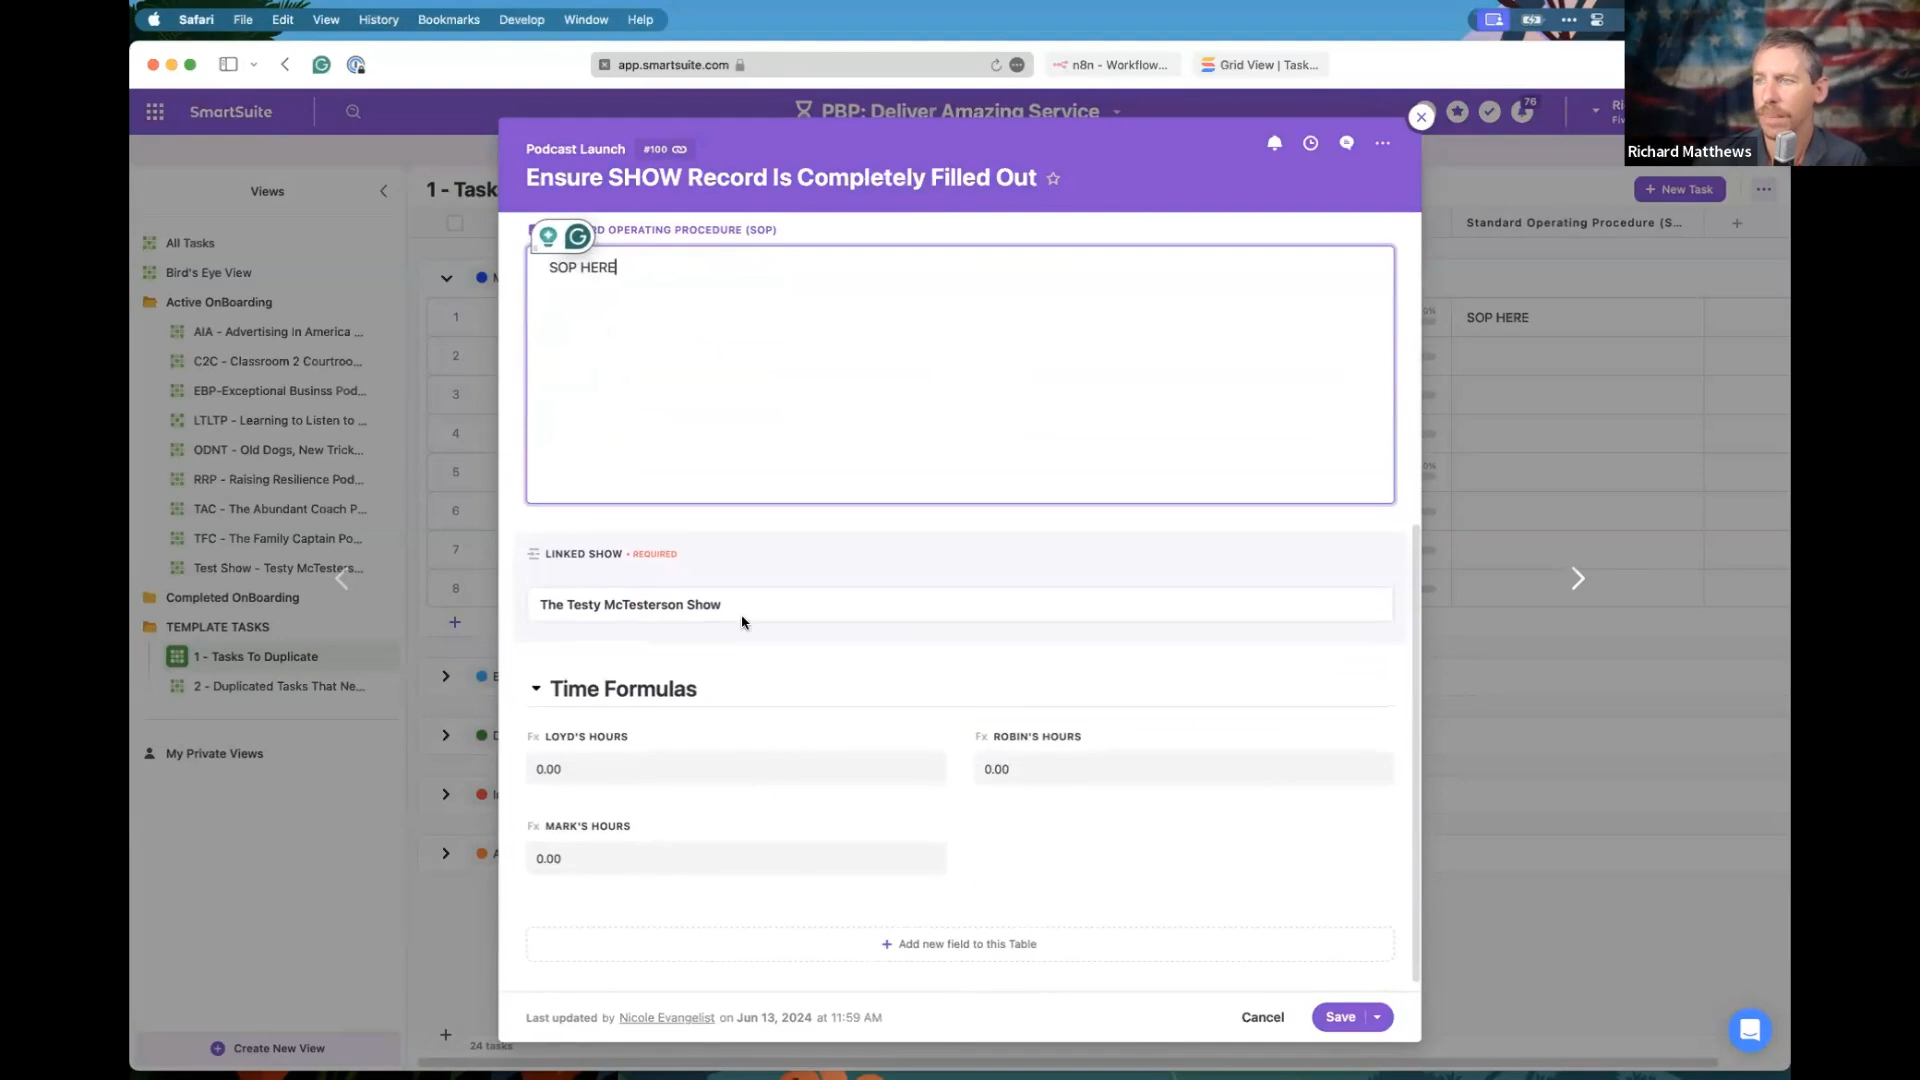 Safari File Edit View History Bookmarks Develop Window Help
app.smartsuite.com
n8n - Workflow...
Grid View | Task...
SmartSuite
PBP: Deliver Amazing Service
76
Richard Matthews
Podcast Launch #100
Ensure SHOW Record Is Completely Filled Out
Views
1 - Task
New Task
Standard Operating Procedure (S...
All Tasks
Bird's Eye View
Active OnBoarding
AIA - Advertising In America ...
C2C - Classroom 2 Courtroo...
EBP-Exceptional Businss Pod...
LTLTP - Learning to Listen to ...
ODNT - Old Dogs, New Trick...
RRP - Raising Resilience Pod...
TAC - The Abundant Coach P...
TFC - The Family Captain Po...
Test Show - Testy McTesters...
Completed OnBoarding
TEMPLATE TASKS
1 - Tasks To Duplicate
2 - Duplicated Tasks That Ne...
My Private Views
Create New View
1
2
3
4
5
6
7
8
24 tasks
RD OPERATING PROCEDURE (SOP)
SOP HERE
SOP HERE
LINKED SHOW • REQUIRED
The Testy McTesterson Show
Time Formulas
Fx LOYD'S HOURS
0.00
Fx ROBIN'S HOURS
0.00
Fx MARK'S HOURS
0.00
Add new field to this Table
Last updated by Nicole Evangelist on Jun 13, 2024 at 11:59 AM
Cancel
Save